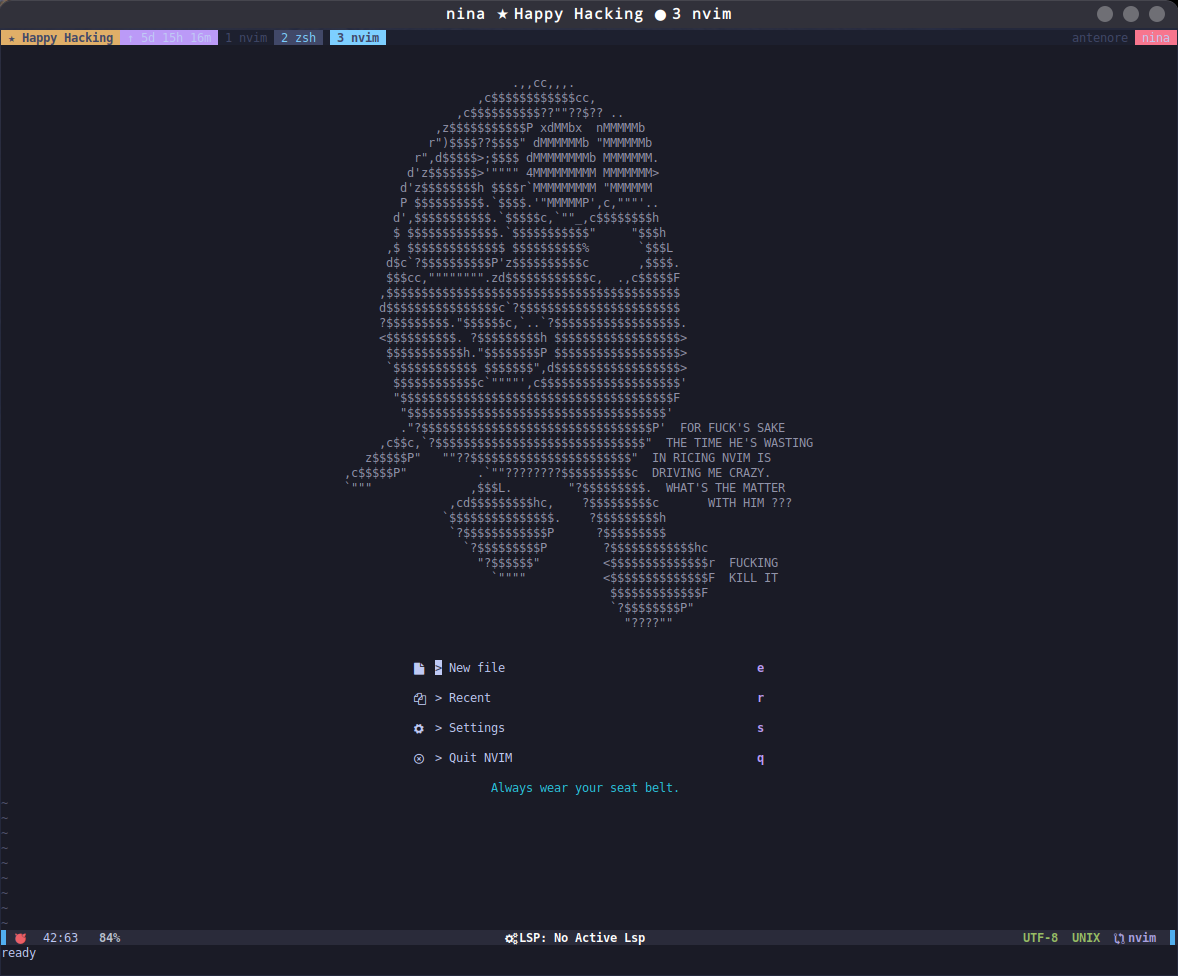 nina ★ Happy Hacking ● 3 nvim
★ Happy Hacking ↑ 5d 15h 16m 1 nvim 2 zsh 3 nvim antenore nina
FOR FUCK'S SAKE
THE TIME HE'S WASTING
IN RICING NVIM IS
DRIVING ME CRAZY.
WHAT'S THE MATTER
WITH HIM ???
FUCKING
KILL IT
> New file e
> Recent r
> Settings s
> Quit NVIM q
Always wear your seat belt.
~
~
~
~
~
~
~
~
~
42:63 84% LSP: No Active Lsp UTF-8 UNIX nvim
ready